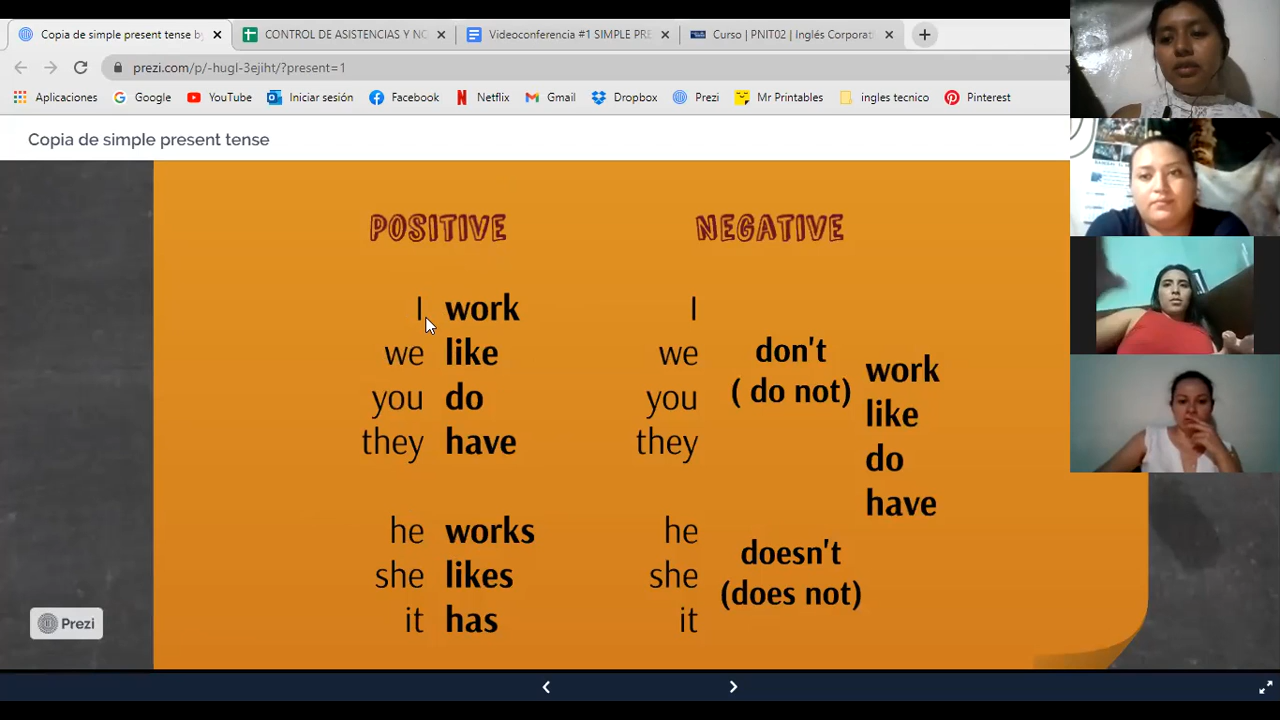 Copia de simple present tense by
CONTROL DE ASISTENCIAS Y NO
Videoconferencia #1 SIMPLE PRE
Curso | PNIT02 | Inglés Corporati
prezi.com/p/-hugl-3ejiht/?present=1
Aplicaciones Google YouTube Iniciar sesión Facebook Netflix Gmail Dropbox Prezi Mr Printables ingles tecnico Pinterest
Copia de simple present tense
POSITIVE
I work
we like
you do
they have
he works
she likes
it has
NEGATIVE
I
we
you
they
don't
( do not)
he
she
it
doesn't
(does not)
work
like
do
have
Prezi